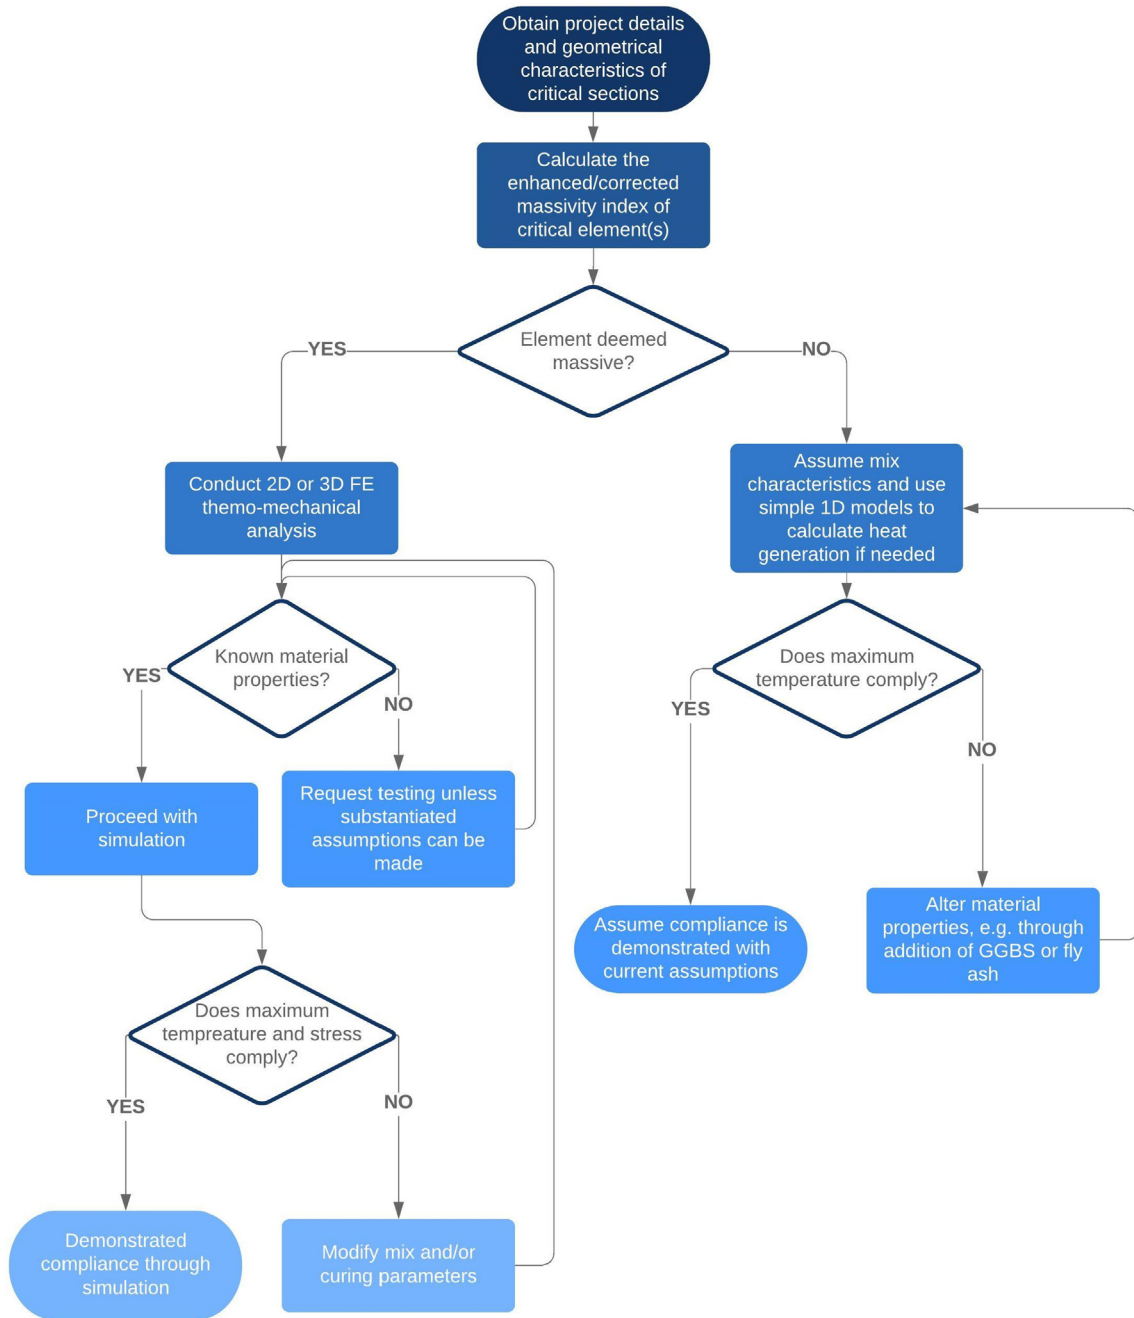 Obtain project details
and geometrical
characteristics of
critical sections
Calculate the
enhanced/corrected
massivity index of
critical element(s)
Element deemed
massive?
YES
NO
Conduct 2D or 3D FE
themo-mechanical
analysis
Assume mix
characteristics and use
simple 1D models to
calculate heat
generation if needed
Known material
properties?
YES
NO
Does maximum
temperature comply?
YES
NO
Proceed with
simulation
Request testing unless
substantiated
assumptions can be
made
Assume compliance is
demonstrated with
current assumptions
Alter material
properties, e.g. through
addition of GGBS or fly
ash
Does maximum
tempreature and stress
comply?
YES
NO
Demonstrated
compliance through
simulation
Modify mix and/or
curing parameters